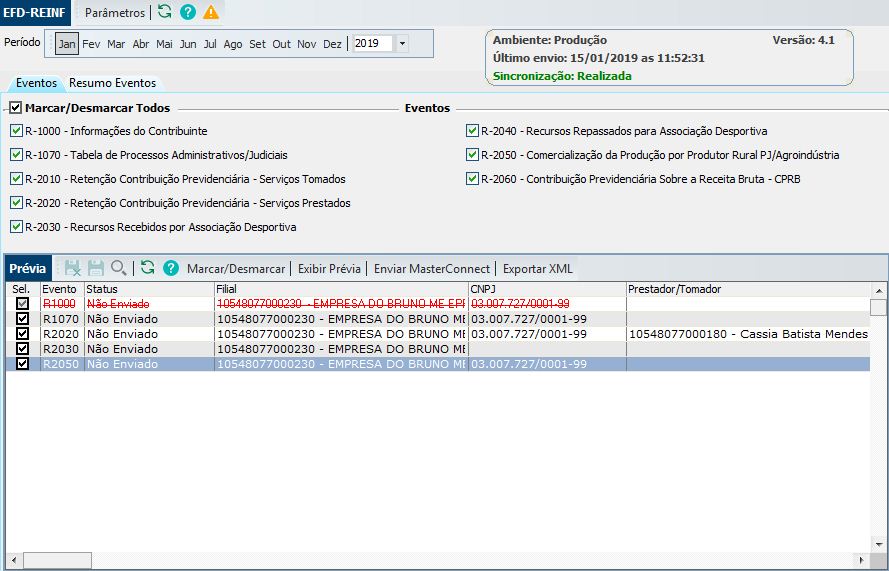 EFD-REINF Parâmetros
Período Jan Fev Mar Abr Mai Jun Jul Ago Set Out Nov Dez 2019
Ambiente: Produção Versão: 4.1
Último envio: 15/01/2019 as 11:52:31
Sincronização: Realizada
Eventos Resumo Eventos
Marcar/Desmarcar Todos Eventos
R-1000 - Informações do Contribuinte
R-1070 - Tabela de Processos Administrativos/Judiciais
R-2010 - Retenção Contribuição Previdenciária - Serviços Tomados
R-2020 - Retenção Contribuição Previdenciária - Serviços Prestados
R-2030 - Recursos Recebidos por Associação Desportiva
R-2040 - Recursos Repassados para Associação Desportiva
R-2050 - Comercialização da Produção por Produtor Rural PJ/Agroindústria
R-2060 - Contribuição Previdenciária Sobre a Receita Bruta - CPRB
Prévia Marcar/Desmarcar Exibir Prévia Enviar MasterConnect Exportar XML
Sel. Evento Status Filial CNPJ Prestador/Tomador
R1000 Não Enviado 10548077000230 - EMPRESA DO BRUNO ME EPP 03.007.727/0001-99
R1070 Não Enviado 10548077000230 - EMPRESA DO BRUNO ME 03.007.727/0001-99
R2020 Não Enviado 10548077000230 - EMPRESA DO BRUNO ME 03.007.727/0001-99 10548077000180 - Cassia Batista Mendes
R2030 Não Enviado 10548077000230 - EMPRESA DO BRUNO ME
R2050 Não Enviado 10548077000230 - EMPRESA DO BRUNO ME 03.007.727/0001-99